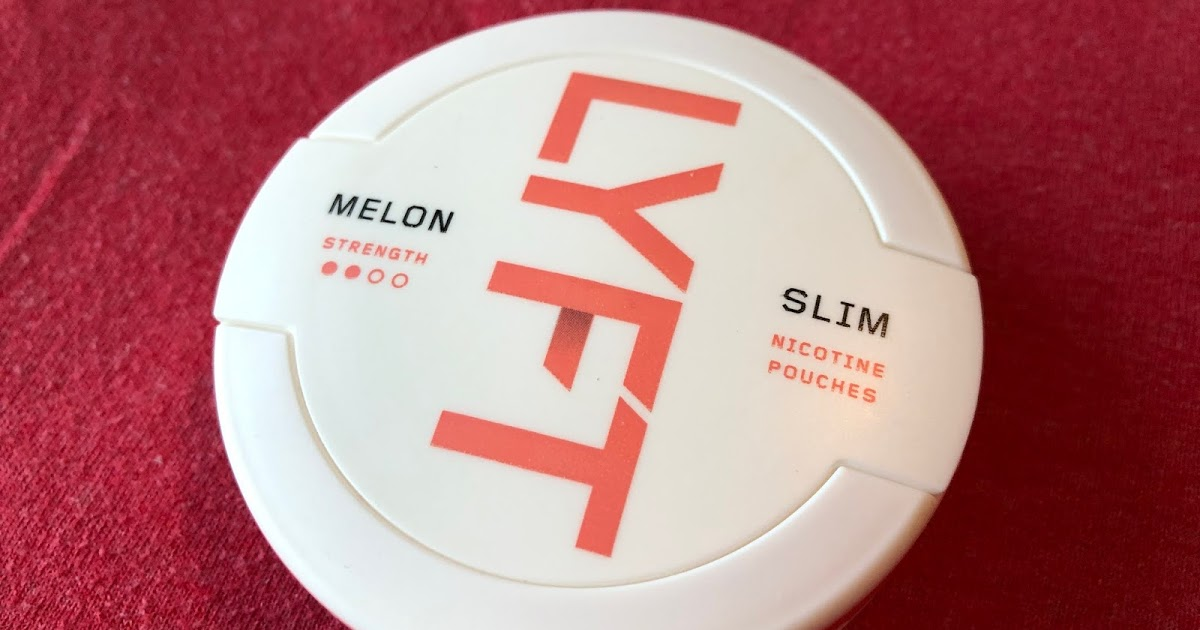 LYFT
MELON
STRENGTH
SLIM
NICOTINE
POUCHES